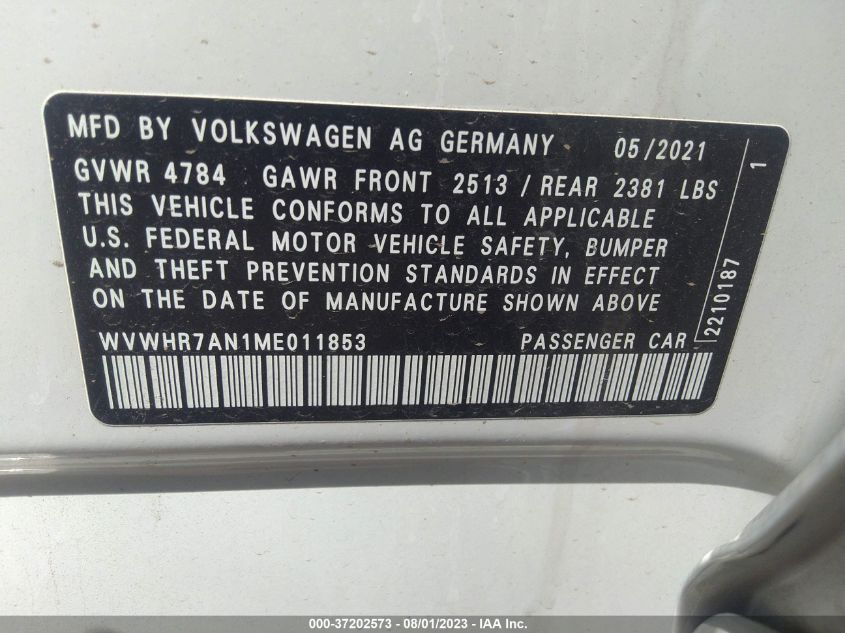 MFD BY VOLKSWAGEN AG GERMANY 05/2021
GVWR 4784 GAWR FRONT 2513 / REAR 2381 LBS
THIS VEHICLE CONFORMS TO ALL APPLICABLE
U.S. FEDERAL MOTOR VEHICLE SAFETY, BUMPER
AND THEFT PREVENTION STANDARDS IN EFFECT
ON THE DATE OF MANUFACTURE SHOWN ABOVE
WVWHR7AN1ME011853 PASSENGER CAR
2210187
1
000-37202573 - 08/01/2023 - IAA Inc.